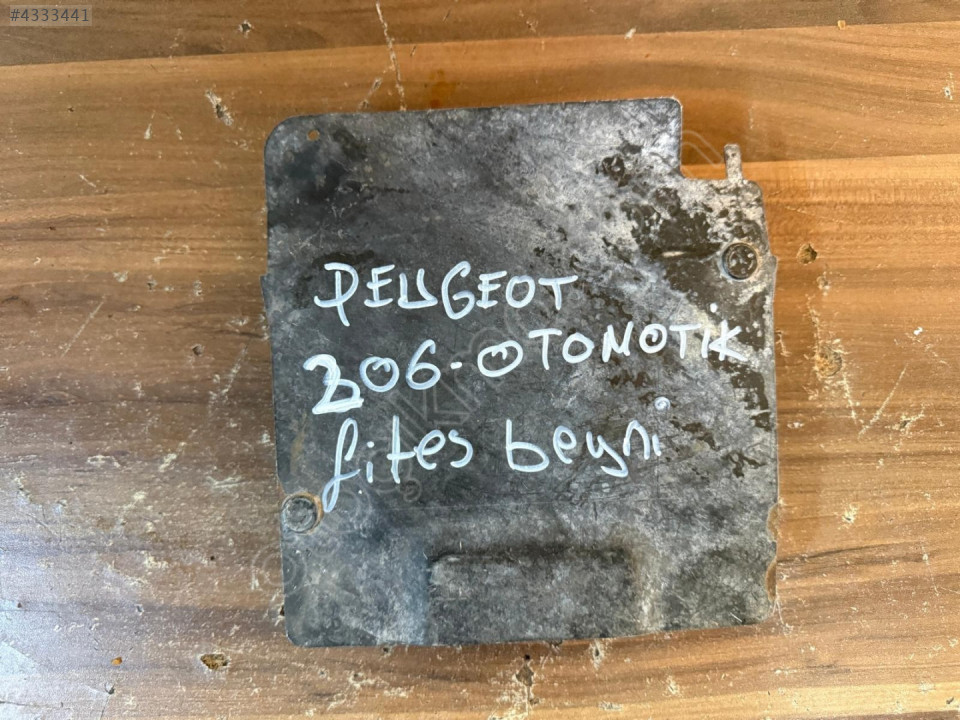 #4333441
PEUGEOT
206-OTOMOTİK
fites beyni